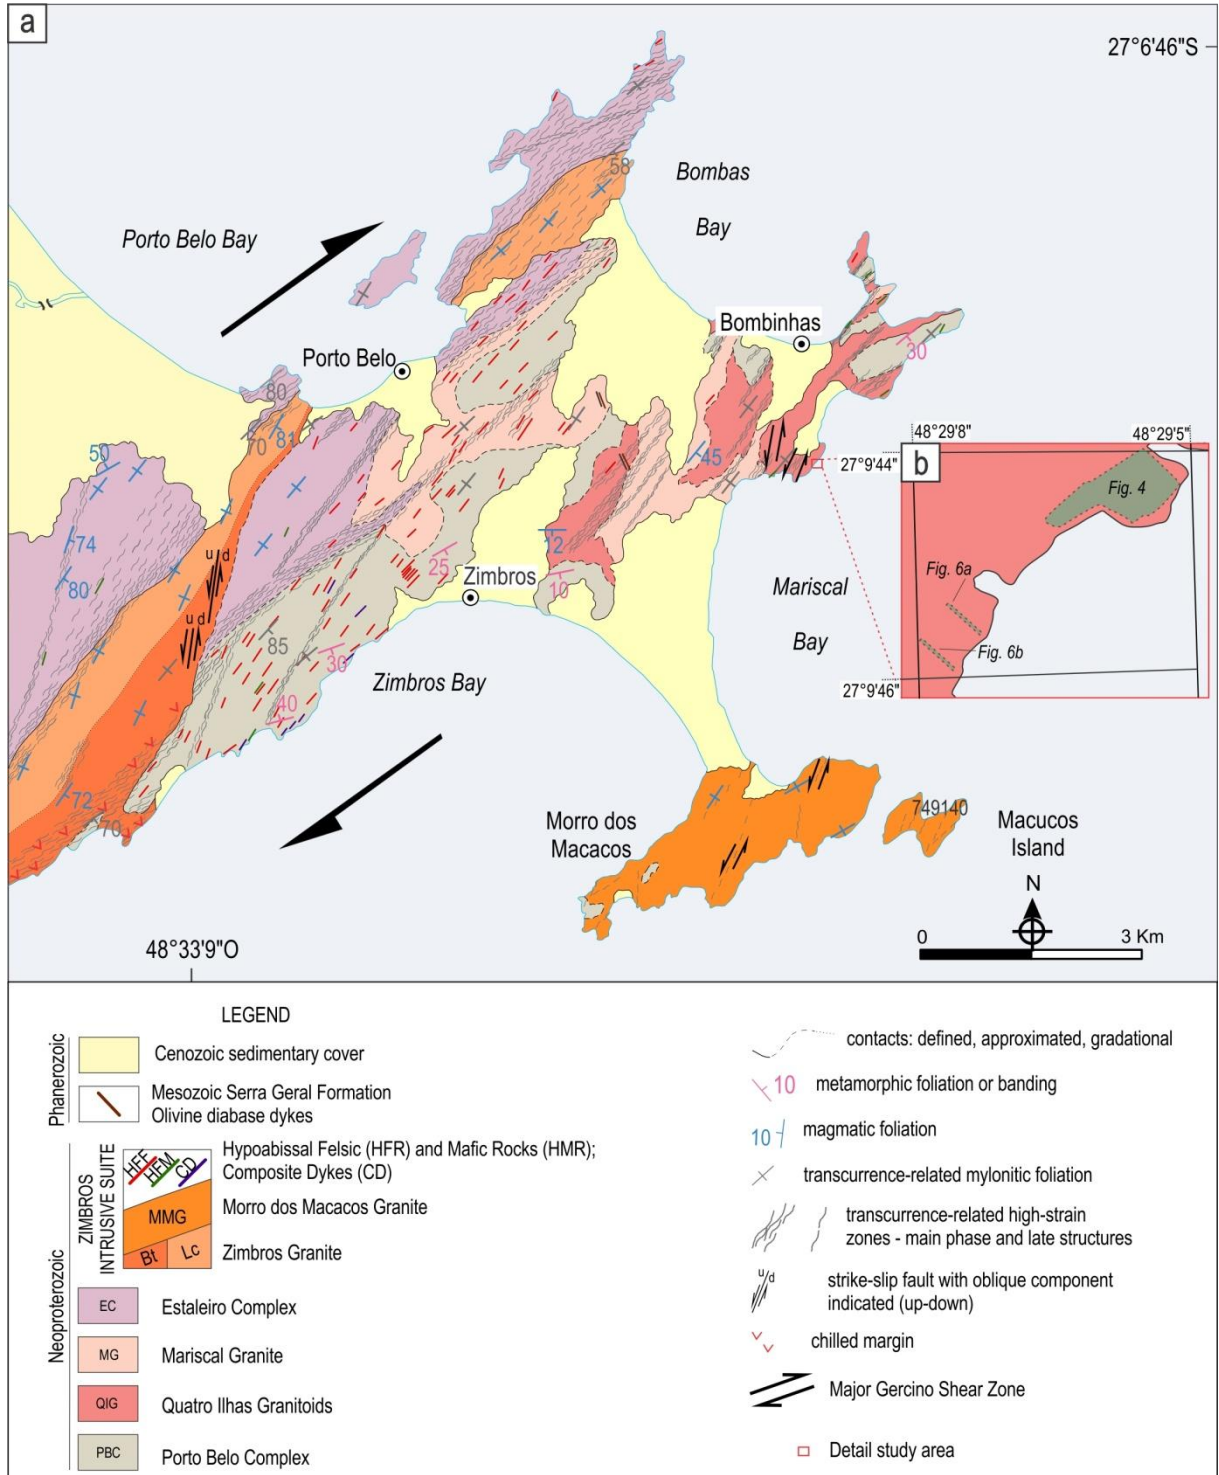 a
27°6'46"S
58
Bombas
Bay
Porto Belo Bay
Bombinhas
30
Porto Belo
80
70
81
50
45
48°29'8"
48°29'5"
27°9'44"
b
Fig. 4
74
80
u
d
12
25
Zimbros
10
Fig. 6a
Mariscal
Bay
u d
85
30
Zimbros Bay
40
Fig. 6b
27°9'46"
72
70
Morro dos
Macacos
749140
Macucos
Island
N
48°33'9"O
0
3 Km
LEGEND
Phanerozoic
Cenozoic sedimentary cover
Mesozoic Serra Geral Formation
Olivine diabase dykes
Neoproterozoic
ZIMBROS
INTRUSIVE SUITE
HFF
HFM
CD
Hypoabissal Felsic (HFR) and Mafic Rocks (HMR);
Composite Dykes (CD)
MMG
Morro dos Macacos Granite
Bt
Lc
Zimbros Granite
EC
Estaleiro Complex
MG
Mariscal Granite
QIG
Quatro Ilhas Granitoids
PBC
Porto Belo Complex
contacts: defined, approximated, gradational
10
metamorphic foliation or banding
10
magmatic foliation
transcurrence-related mylonitic foliation
transcurrence-related high-strain
zones - main phase and late structures
u
d
strike-slip fault with oblique component
indicated (up-down)
chilled margin
Major Gercino Shear Zone
Detail study area